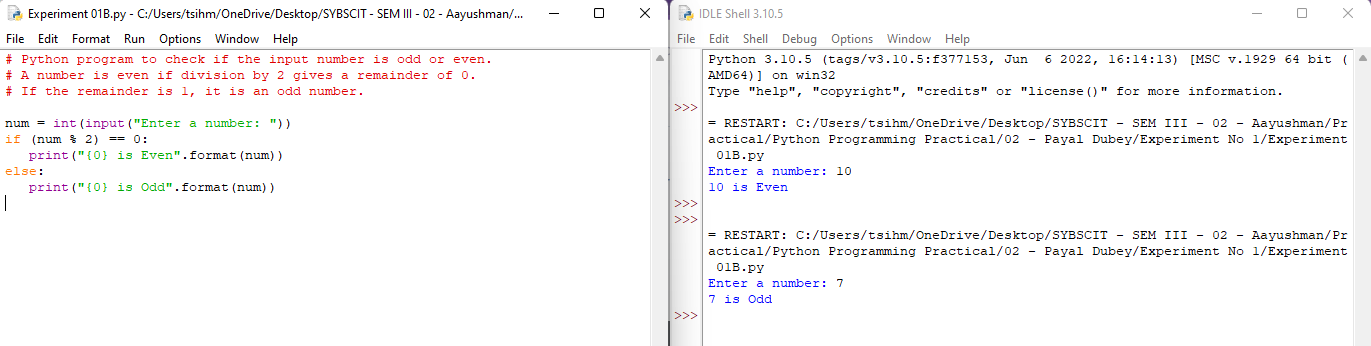 Experiment 01B.py - C:/Users/tsihm/OneDrive/Desktop/SYBSCIT - SEM III - 02 - Aayushman/...
File Edit Format Run Options Window Help
# Python program to check if the input number is odd or even.
# A number is even if division by 2 gives a remainder of 0.
# If the remainder is 1, it is an odd number.
num = int(input("Enter a number: "))
if (num % 2) == 0:
   print("{0} is Even".format(num))
else:
   print("{0} is Odd".format(num))
IDLE Shell 3.10.5
File Edit Shell Debug Options Window Help
Python 3.10.5 (tags/v3.10.5:f377153, Jun  6 2022, 16:14:13) [MSC v.1929 64 bit (
AMD64)] on win32
Type "help", "copyright", "credits" or "license()" for more information.
>>>
= RESTART: C:/Users/tsihm/OneDrive/Desktop/SYBSCIT - SEM III - 02 - Aayushman/Pr
actical/Python Programming Practical/02 - Payal Dubey/Experiment No 1/Experiment
 01B.py
Enter a number: 10
10 is Even
>>>
>>>
= RESTART: C:/Users/tsihm/OneDrive/Desktop/SYBSCIT - SEM III - 02 - Aayushman/Pr
actical/Python Programming Practical/02 - Payal Dubey/Experiment No 1/Experiment
 01B.py
Enter a number: 7
7 is Odd
>>>